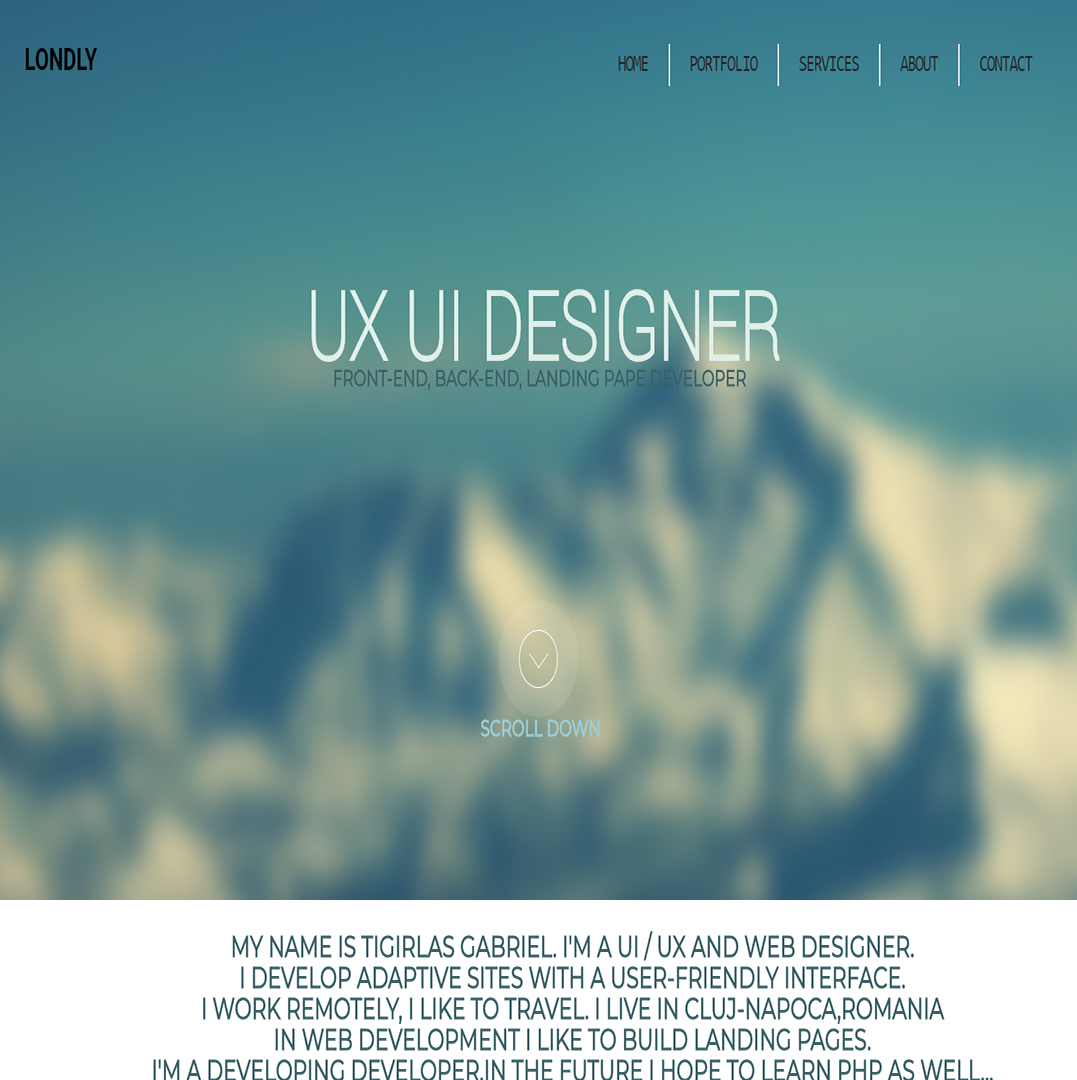 LONDLY
HOME PORTFOLIO SERVICES ABOUT CONTACT
UX UI DESIGNER
FRONT-END, BACK-END, LANDING PAPE DEVELOPER
SCROLL DOWN
MY NAME IS TIGIRLAS GABRIEL. I'M A UI / UX AND WEB DESIGNER.
I DEVELOP ADAPTIVE SITES WITH A USER-FRIENDLY INTERFACE.
I WORK REMOTELY, I LIKE TO TRAVEL. I LIVE IN CLUJ-NAPOCA,ROMANIA
IN WEB DEVELOPMENT I LIKE TO BUILD LANDING PAGES.
I'M A DEVELOPING DEVELOPER.IN THE FUTURE I HOPE TO LEARN PHP AS WELL...